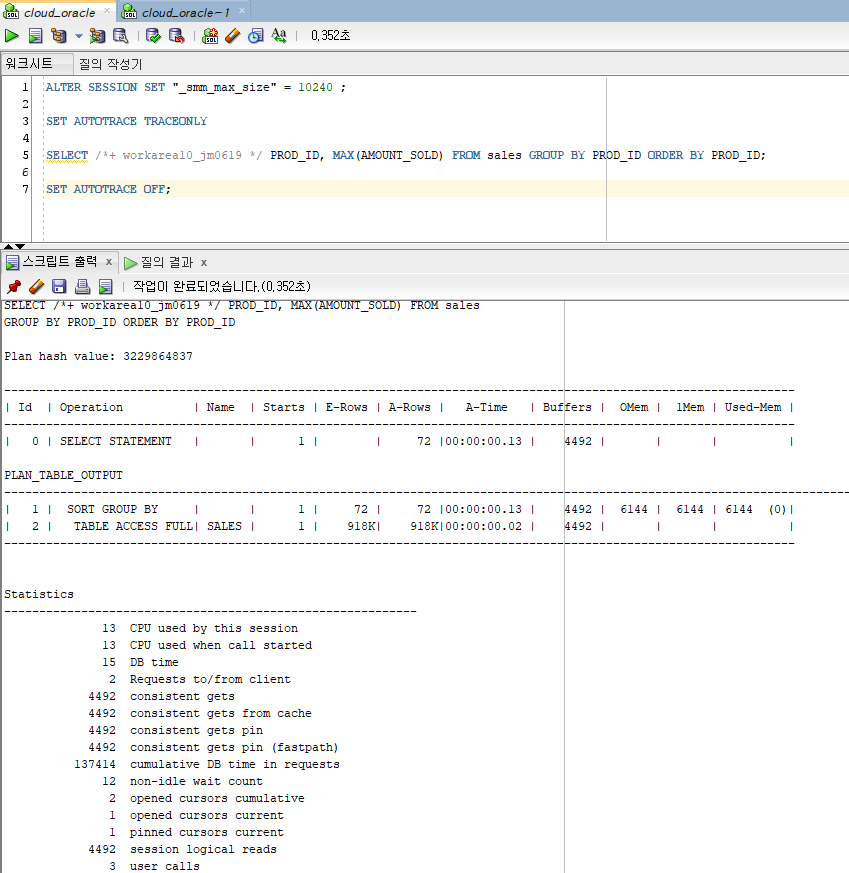 cloud_oracle × cloud_oracle~1 ×
0,352초
워크시트 질의 작성기
1 ALTER SESSION SET "_smm_max_size" = 10240 ;
2
3 SET AUTOTRACE TRACEONLY
4
5 SELECT /*+ workarea10_jm0619 */ PROD_ID, MAX(AMOUNT_SOLD) FROM sales GROUP BY PROD_ID ORDER BY PROD_ID;
6
7 SET AUTOTRACE OFF;
스크립트 출력 x 질의 결과 x
작업이 완료되었습니다.(0,352초)
SELECT /*+ workarea10_jm0619 */ PROD_ID, MAX(AMOUNT_SOLD) FROM sales
GROUP BY PROD_ID ORDER BY PROD_ID
Plan hash value: 3229864837
-----------------------------------------------------------------------------------------------------------------
| Id | Operation | Name | Starts | E-Rows | A-Rows | A-Time | Buffers | OMem | 1Mem | Used-Mem |
-----------------------------------------------------------------------------------------------------------------
| 0 | SELECT STATEMENT | | 1 | | 72 |00:00:00.13 | 4492 | | | |
PLAN_TABLE_OUTPUT
-------------------------------------------------------------------------------------------------------------------------
| 1 | SORT GROUP BY | | 1 | 72 | 72 |00:00:00.13 | 4492 | 6144 | 6144 | 6144 (0)|
| 2 | TABLE ACCESS FULL| SALES | 1 | 918K| 918K|00:00:00.02 | 4492 | | | |
-----------------------------------------------------------------------------------------------------------------
Statistics
-----------------------------------------------------------
13 CPU used by this session
13 CPU used when call started
15 DB time
2 Requests to/from client
4492 consistent gets
4492 consistent gets from cache
4492 consistent gets pin
4492 consistent gets pin (fastpath)
137414 cumulative DB time in requests
12 non-idle wait count
2 opened cursors cumulative
1 opened cursors current
1 pinned cursors current
4492 session logical reads
3 user calls